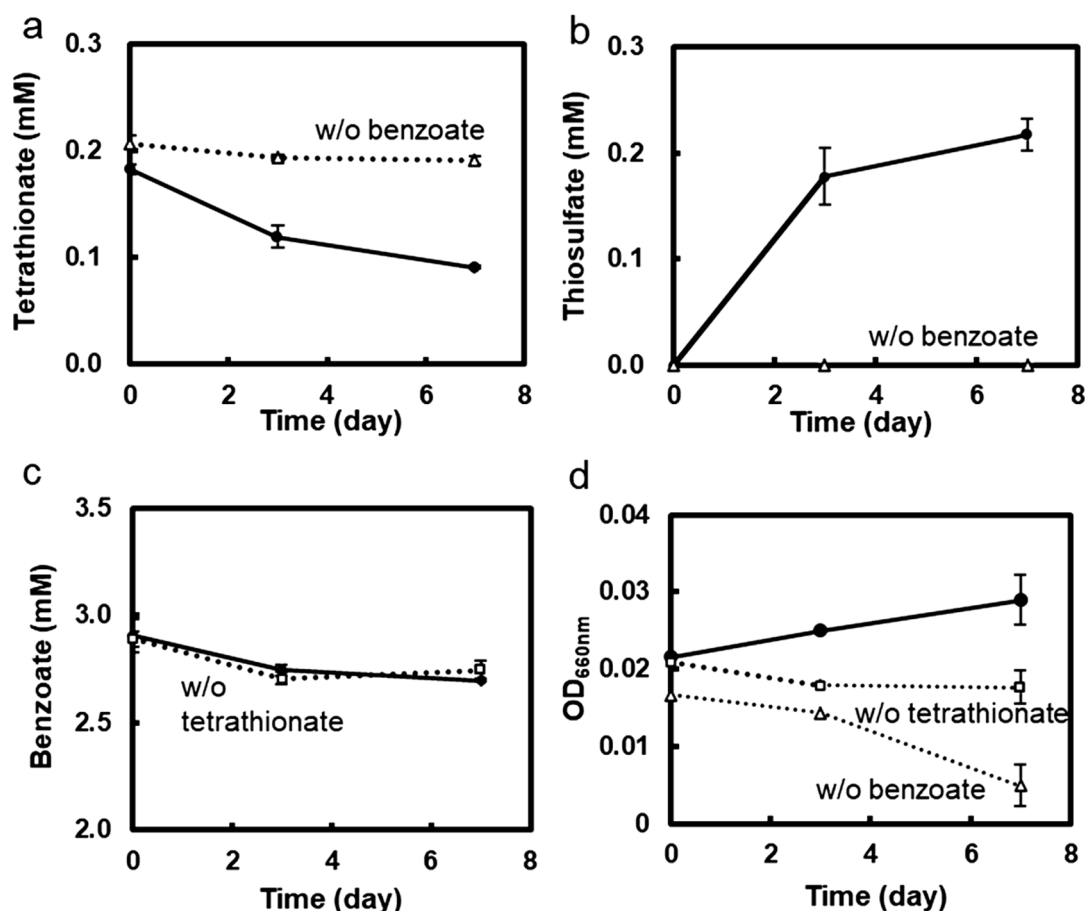 a
0.3
0.2
0.1
0.0
Tetrathionate (mM)
w/o benzoate
0 2 4 6 8
Time (day)
b
0.3
0.2
0.1
0.0
Thiosulfate (mM)
w/o benzoate
0 2 4 6 8
Time (day)
c
3.5
3.0
2.5
2.0
Benzoate (mM)
w/o
tetrathionate
0 2 4 6 8
Time (day)
d
0.04
0.03
0.02
0.01
0
OD660nm
w/o tetrathionate
w/o benzoate
0 2 4 6 8
Time (day)